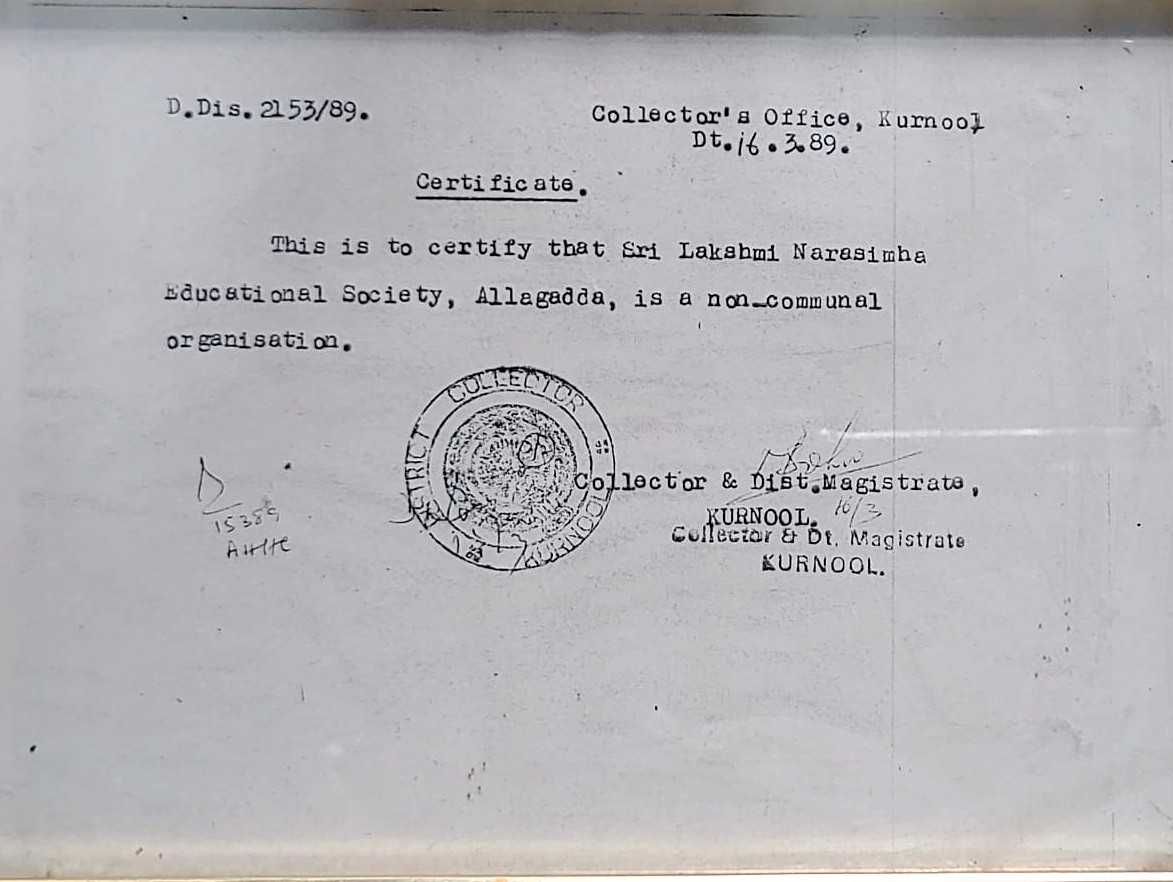 D.Dis.2153/89.
Collector's Office, Kurnool
Dt.16.3.89.
Certificate.
This is to certify that Sri Lakshmi Narasimha
Educational Society, Allagadda, is a non-communal
organisation.
COLLECTOR
KURNOOL
Collector & Dist.Magistrate,
KURNOOL. 16/3
Collector & Dt. Magistrate
KURNOOL.